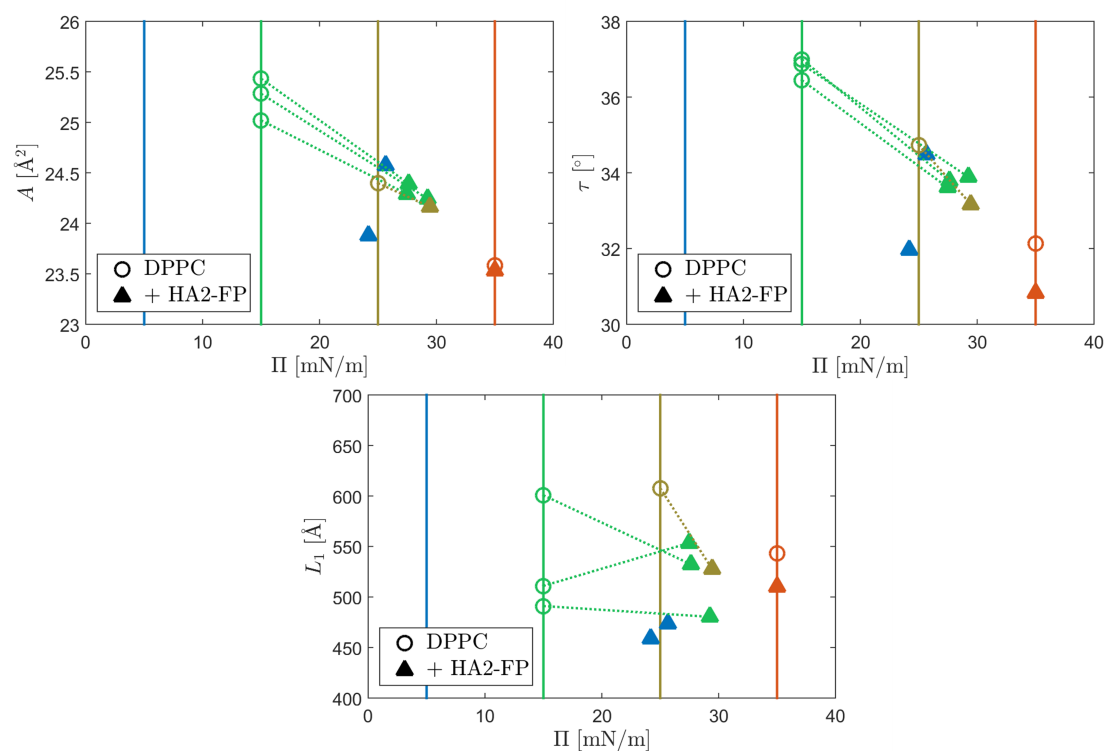 26
25.5
25
24.5
24
23.5
23
A [Å²]
DPPC
+ HA2-FP
0 10 20 30 40
Π [mN/m]
38
36
34
32
30
τ [°]
DPPC
+ HA2-FP
0 10 20 30 40
Π [mN/m]
700
650
600
550
500
450
400
L₁ [Å]
DPPC
+ HA2-FP
0 10 20 30 40
Π [mN/m]